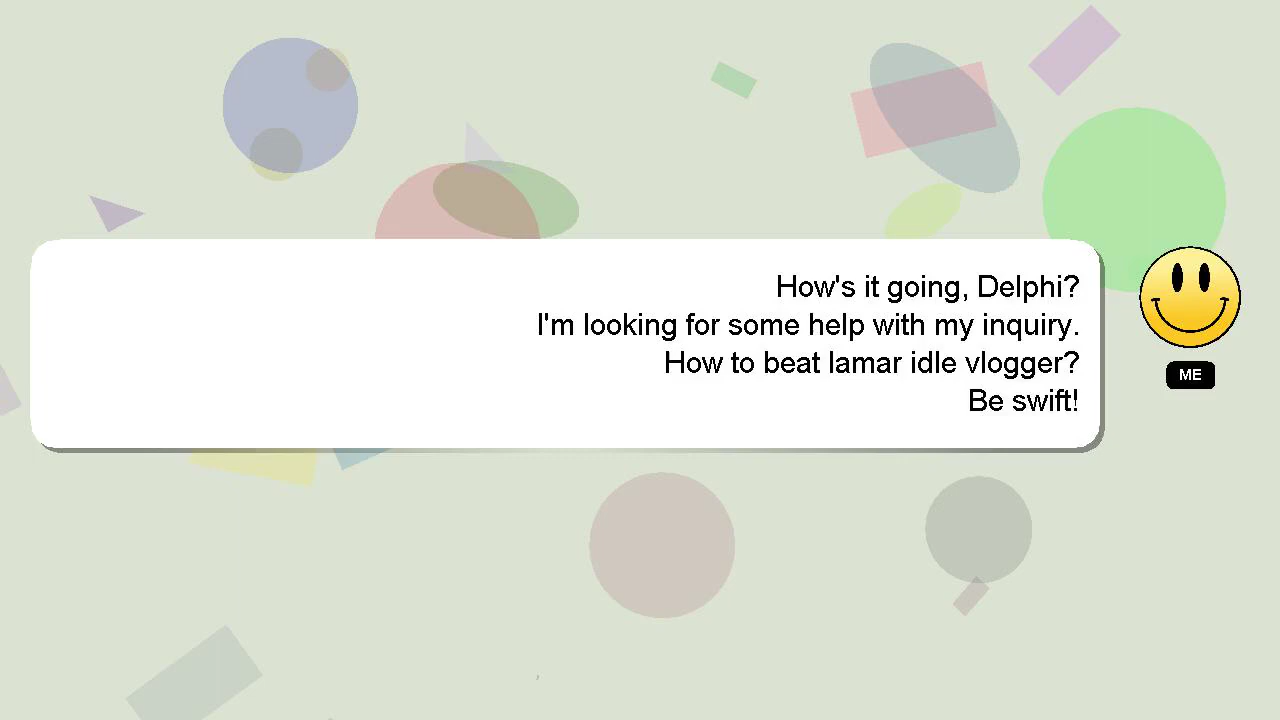 How's it going, Delphi?
I'm looking for some help with my inquiry.
How to beat lamar idle vlogger?
Be swift!
ME